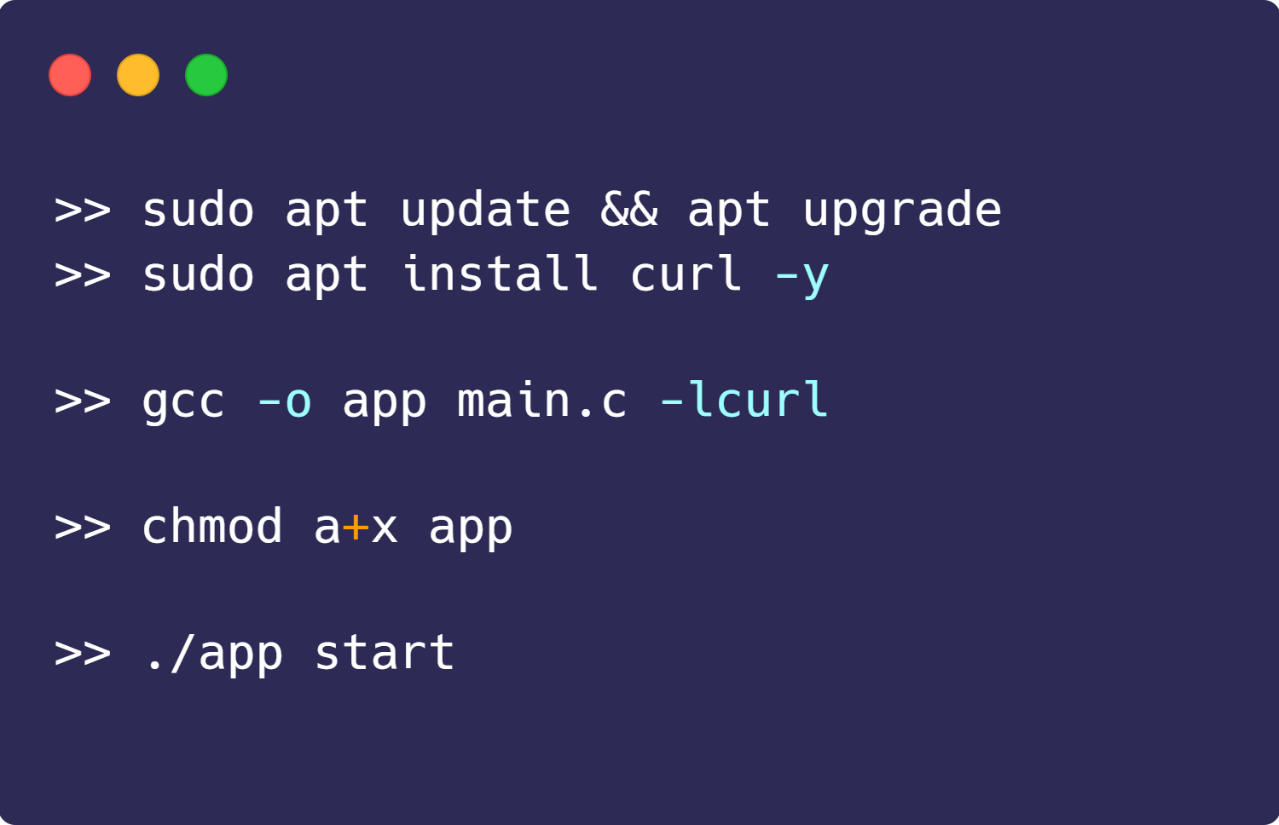 >> sudo apt update && apt upgrade
>> sudo apt install curl -y
>> gcc -o app main.c -lcurl
>> chmod a+x app
>> ./app start